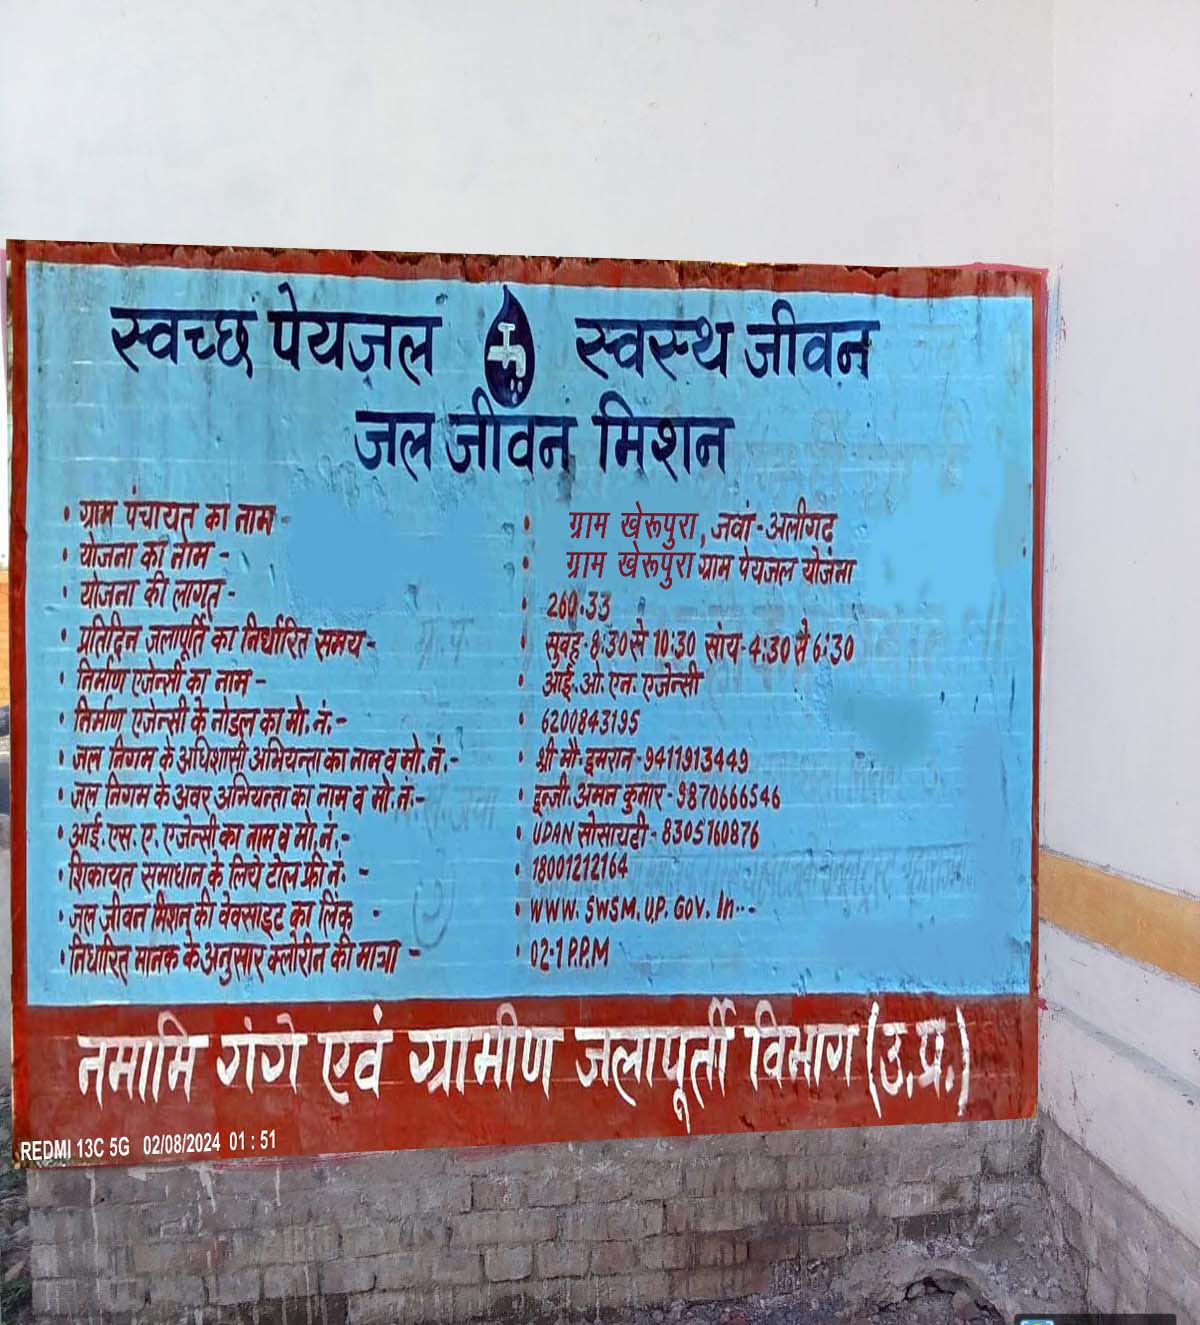 स्वच्छ पेयजल स्वस्थ जीवन
जल जीवन मिशन
• ग्राम पंचायत का नाम - • ग्राम खेरूपुरा, जवां - अलीगढ़
• योजना का नाम - • ग्राम खेरूपुरा ग्राम पेयजल योजना
• योजना की लागत - • 260.33
• प्रतिदिन जलापूर्ति का निर्धारित समय - • सुबह - 8:30 से 10:30 सांय - 4:30 से 6:30
• निर्माण एजेन्सी का नाम - • आई. ओ. एन. एजेन्सी
• निर्माण एजेन्सी के नोडल का मो. नं. - • 6200843195
• जल निगम के अधिशासी अभियन्ता का नाम व मो. नं. - • श्री मौ. इमरान - 9411913449
• जल निगम के अवर अभियन्ता का नाम व मो. नं. - • इन्जी. अमन कुमार - 9870666546
• आई. एस. ए. एजेन्सी का नाम व मो. नं. - • UDAN सोसायटी - 8305160876
• शिकायत समाधान के लिये टोल फ्री नं. - • 18001212164
• जल जीवन मिशन की वेबसाइट का लिंक - • WWW. SWSM. U.P. GOV. In --
• निर्धारित मानक के अनुसार क्लोरीन की मात्रा - • 02.1 P.P.M
नमामि गंगे एवं ग्रामीण जलापूर्ती विभाग (उ.प्र.)
REDMI 13C 5G 02/08/2024 01 : 51